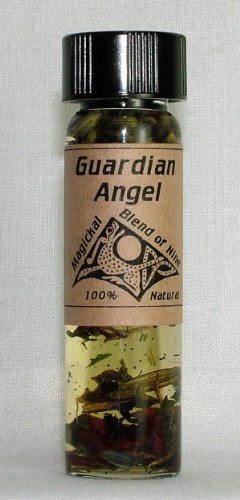 Guardian
Angel
Magickal Blend of Nine
100% Natural